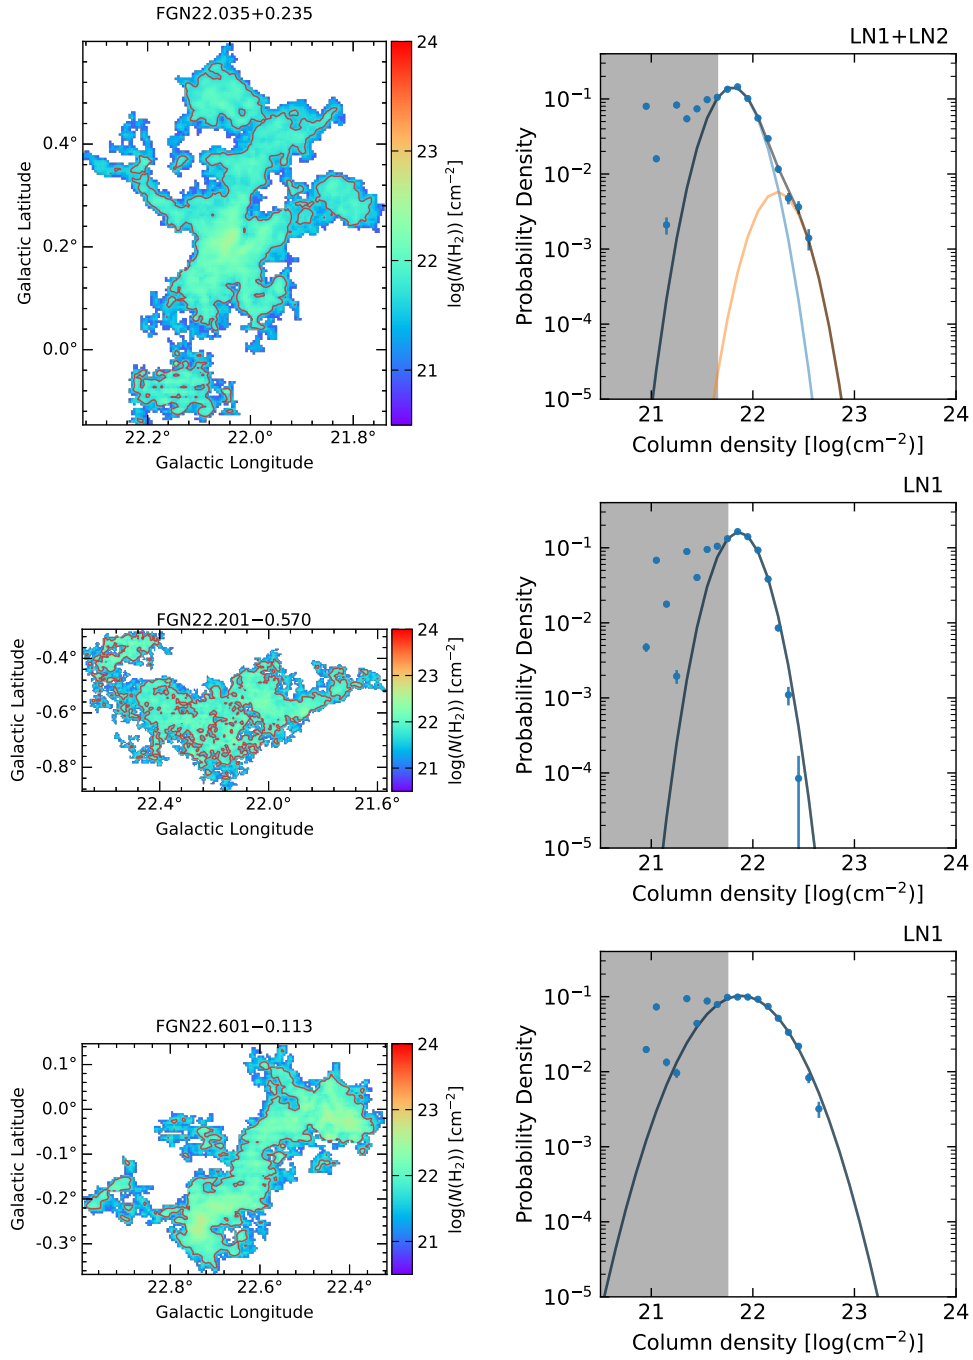 FGN22.035+0.235
LN1+LN2
Galactic Latitude
0.4°
0.2°
0.0°
22.2° 22.0° 21.8°
Galactic Longitude
24
23
22
21
log(N(H₂)) [cm⁻²]
Probability Density
10⁻¹
10⁻²
10⁻³
10⁻⁴
10⁻⁵
21 22 23 24
Column density [log(cm⁻²)]
FGN22.201−0.570
LN1
Galactic Latitude
-0.4°
-0.6°
-0.8°
22.4° 22.0° 21.6°
Galactic Longitude
24
23
22
21
log(N(H₂)) [cm⁻²]
Probability Density
10⁻¹
10⁻²
10⁻³
10⁻⁴
10⁻⁵
21 22 23 24
Column density [log(cm⁻²)]
FGN22.601−0.113
LN1
Galactic Latitude
0.1°
0.0°
-0.1°
-0.2°
-0.3°
22.8° 22.6° 22.4°
Galactic Longitude
24
23
22
21
log(N(H₂)) [cm⁻²]
Probability Density
10⁻¹
10⁻²
10⁻³
10⁻⁴
10⁻⁵
21 22 23 24
Column density [log(cm⁻²)]